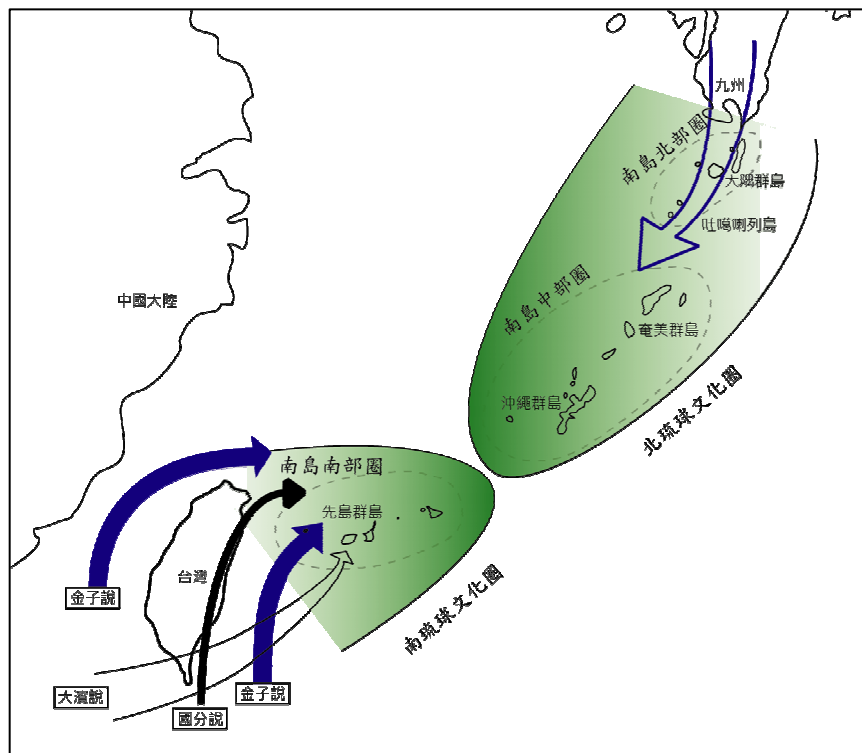 九州
南島北部圈
大隅群島
吐噶喇列島
中國大陸
南島中部圈
奄美群島
沖繩群島
北琉球文化圈
南島南部圈
先島群島
台灣
金子說
南琉球文化圈
大濱說
國分說
金子說